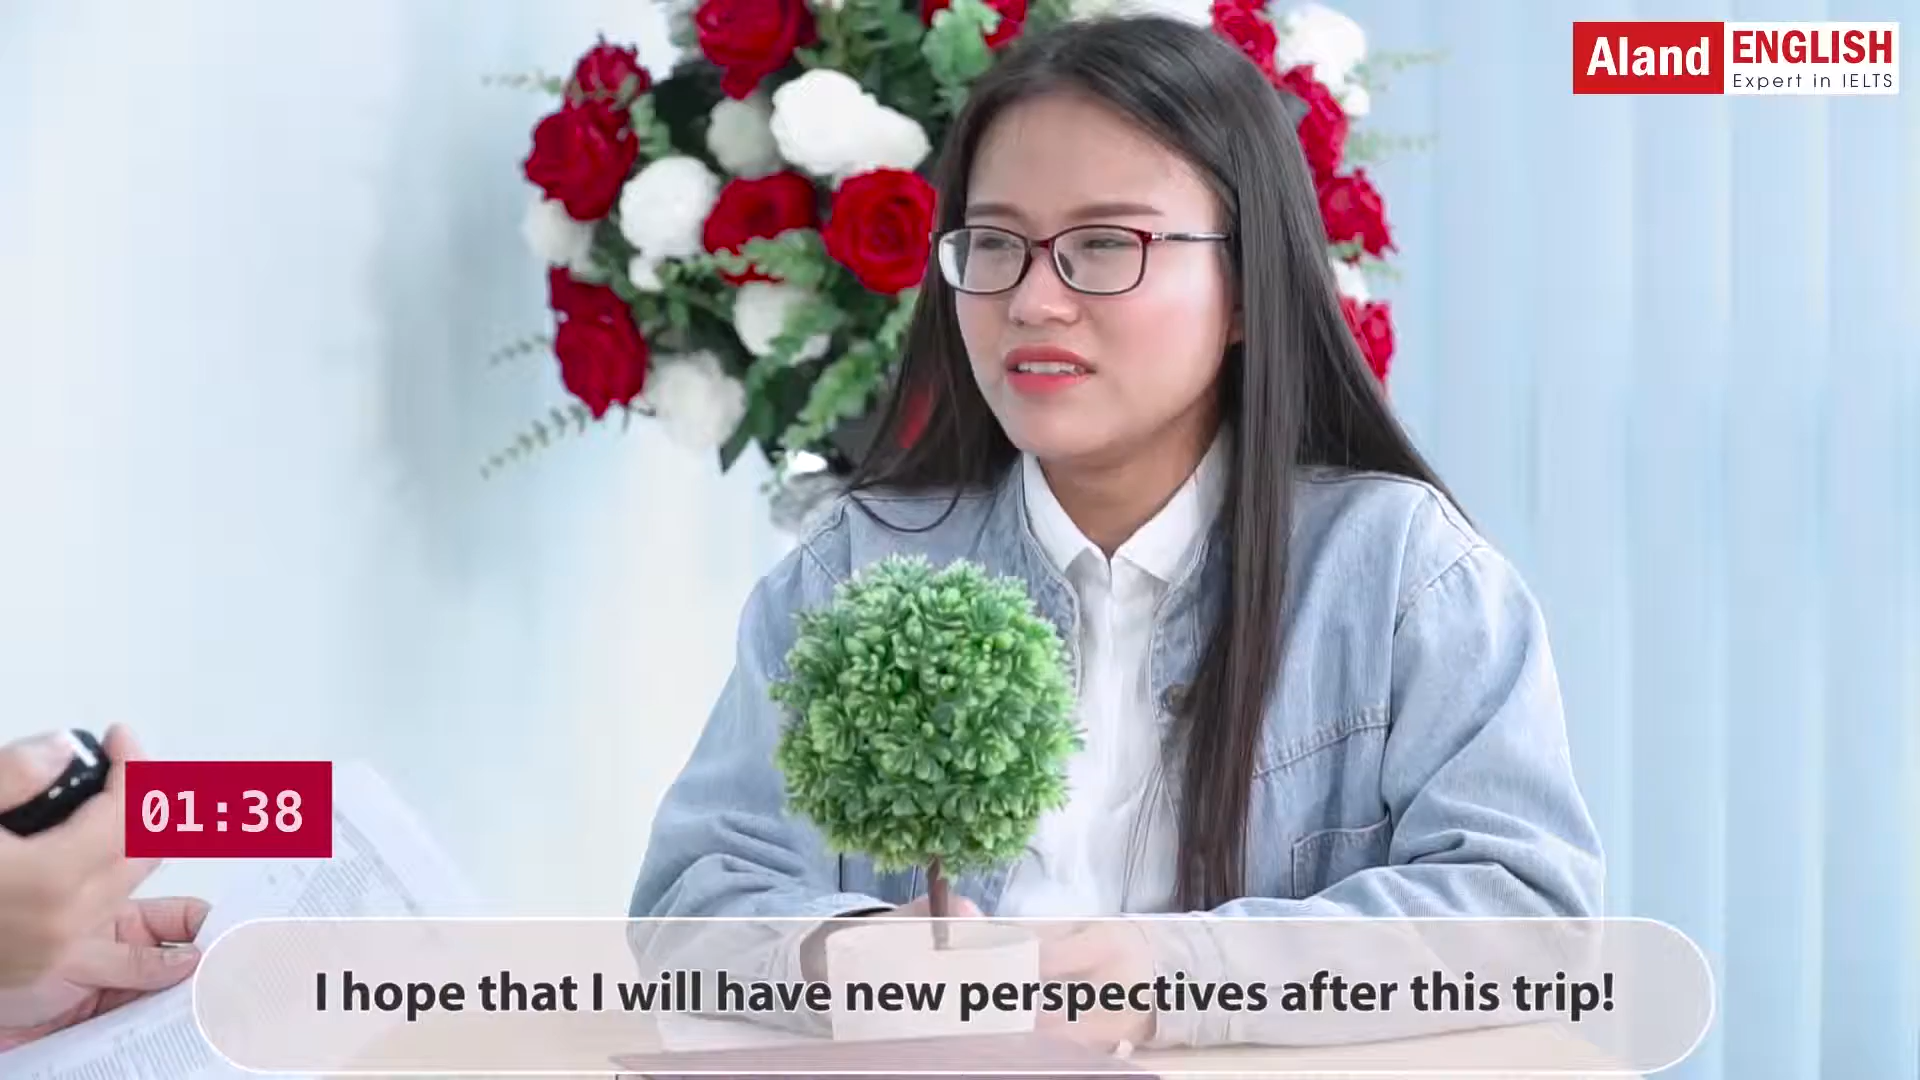 Aland ENGLISH
Expert in IELTS
01:38
I hope that I will have new perspectives after this trip!